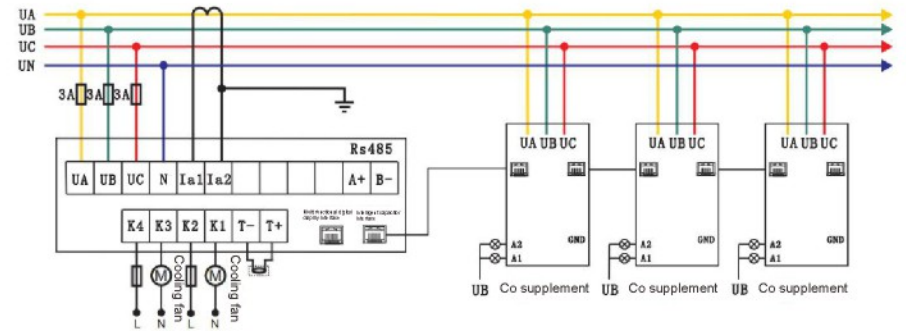 UA
UB
UC
UN
3A 3A 3A
Rs485
UA UB UC N Ia1 Ia2 A+ B-
K4 K3 K2 K1 T- T+
Cooling fan
Cooling fan
M M
L N L N
UA UB UC
GND
A2
A1
UB Co supplement
UA UB UC
GND
A2
A1
UB Co supplement
UA UB UC
GND
A2
A1
UB Co supplement